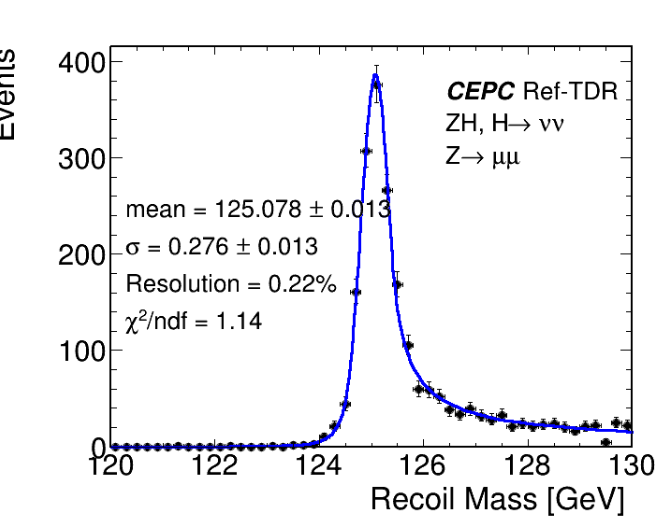 Events
400
300
200
100
0
120
122
124
126
128
130
Recoil Mass [GeV]
CEPC Ref-TDR
ZH, H→ νν
Z→ μμ
mean = 125.078 ± 0.013
σ = 0.276 ± 0.013
Resolution = 0.22%
χ²/ndf = 1.14